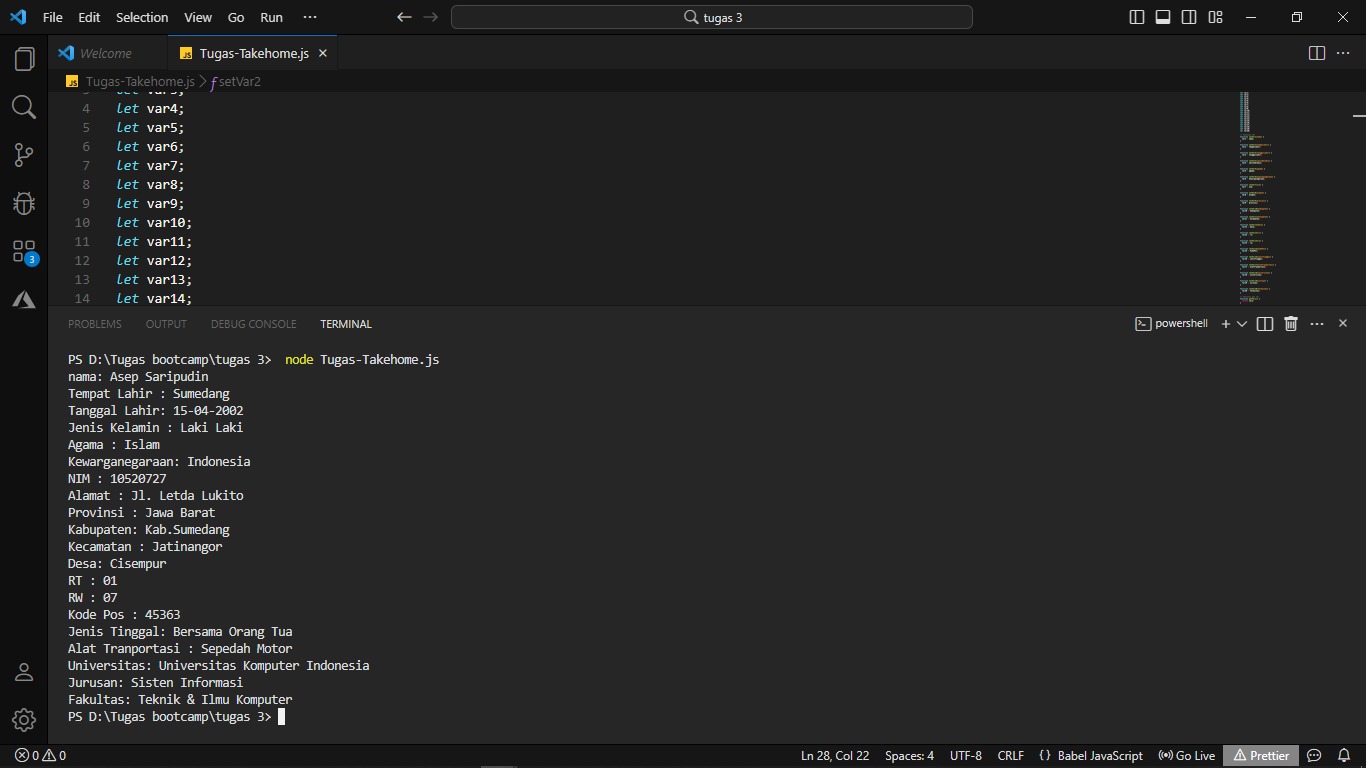 File Edit Selection View Go Run ···
tugas 3
Welcome
JS Tugas-Takehome.js
JS Tugas-Takehome.js > setVar2
4 let var4;
5 let var5;
6 let var6;
7 let var7;
8 let var8;
9 let var9;
10 let var10;
11 let var11;
12 let var12;
13 let var13;
14 let var14;
3
PROBLEMS OUTPUT DEBUG CONSOLE TERMINAL
powershell
PS D:\Tugas bootcamp\tugas 3> node Tugas-Takehome.js
nama: Asep Saripudin
Tempat Lahir : Sumedang
Tanggal Lahir: 15-04-2002
Jenis Kelamin : Laki Laki
Agama : Islam
Kewarganegaraan: Indonesia
NIM : 10520727
Alamat : Jl. Letda Lukito
Provinsi : Jawa Barat
Kabupaten: Kab.Sumedang
Kecamatan : Jatinangor
Desa: Cisempur
RT : 01
RW : 07
Kode Pos : 45363
Jenis Tinggal: Bersama Orang Tua
Alat Tranportasi : Sepedah Motor
Universitas: Universitas Komputer Indonesia
Jurusan: Sisten Informasi
Fakultas: Teknik & Ilmu Komputer
PS D:\Tugas bootcamp\tugas 3>
0 0
Ln 28, Col 22 Spaces: 4 UTF-8 CRLF {} Babel JavaScript Go Live Prettier